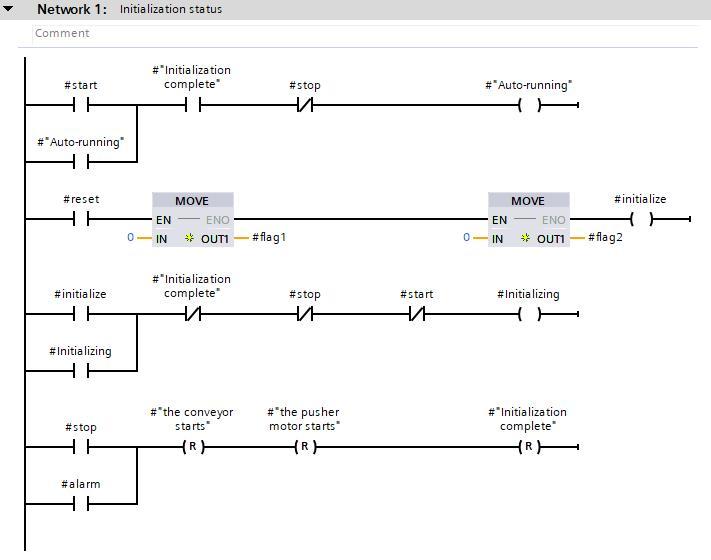 Network 1: Initialization status
Comment
#"Initialization
#start complete" #stop #"Auto-running"
#"Auto-running"
#reset MOVE MOVE #initialize
EN ENO EN ENO
0 IN OUT1 #flag1 0 IN OUT1 #flag2
#"Initialization
#initialize complete" #stop #start #Initializing
#Initializing
#"the conveyor #"the pusher #"Initialization
#stop starts" motor starts" complete"
R R R
#alarm